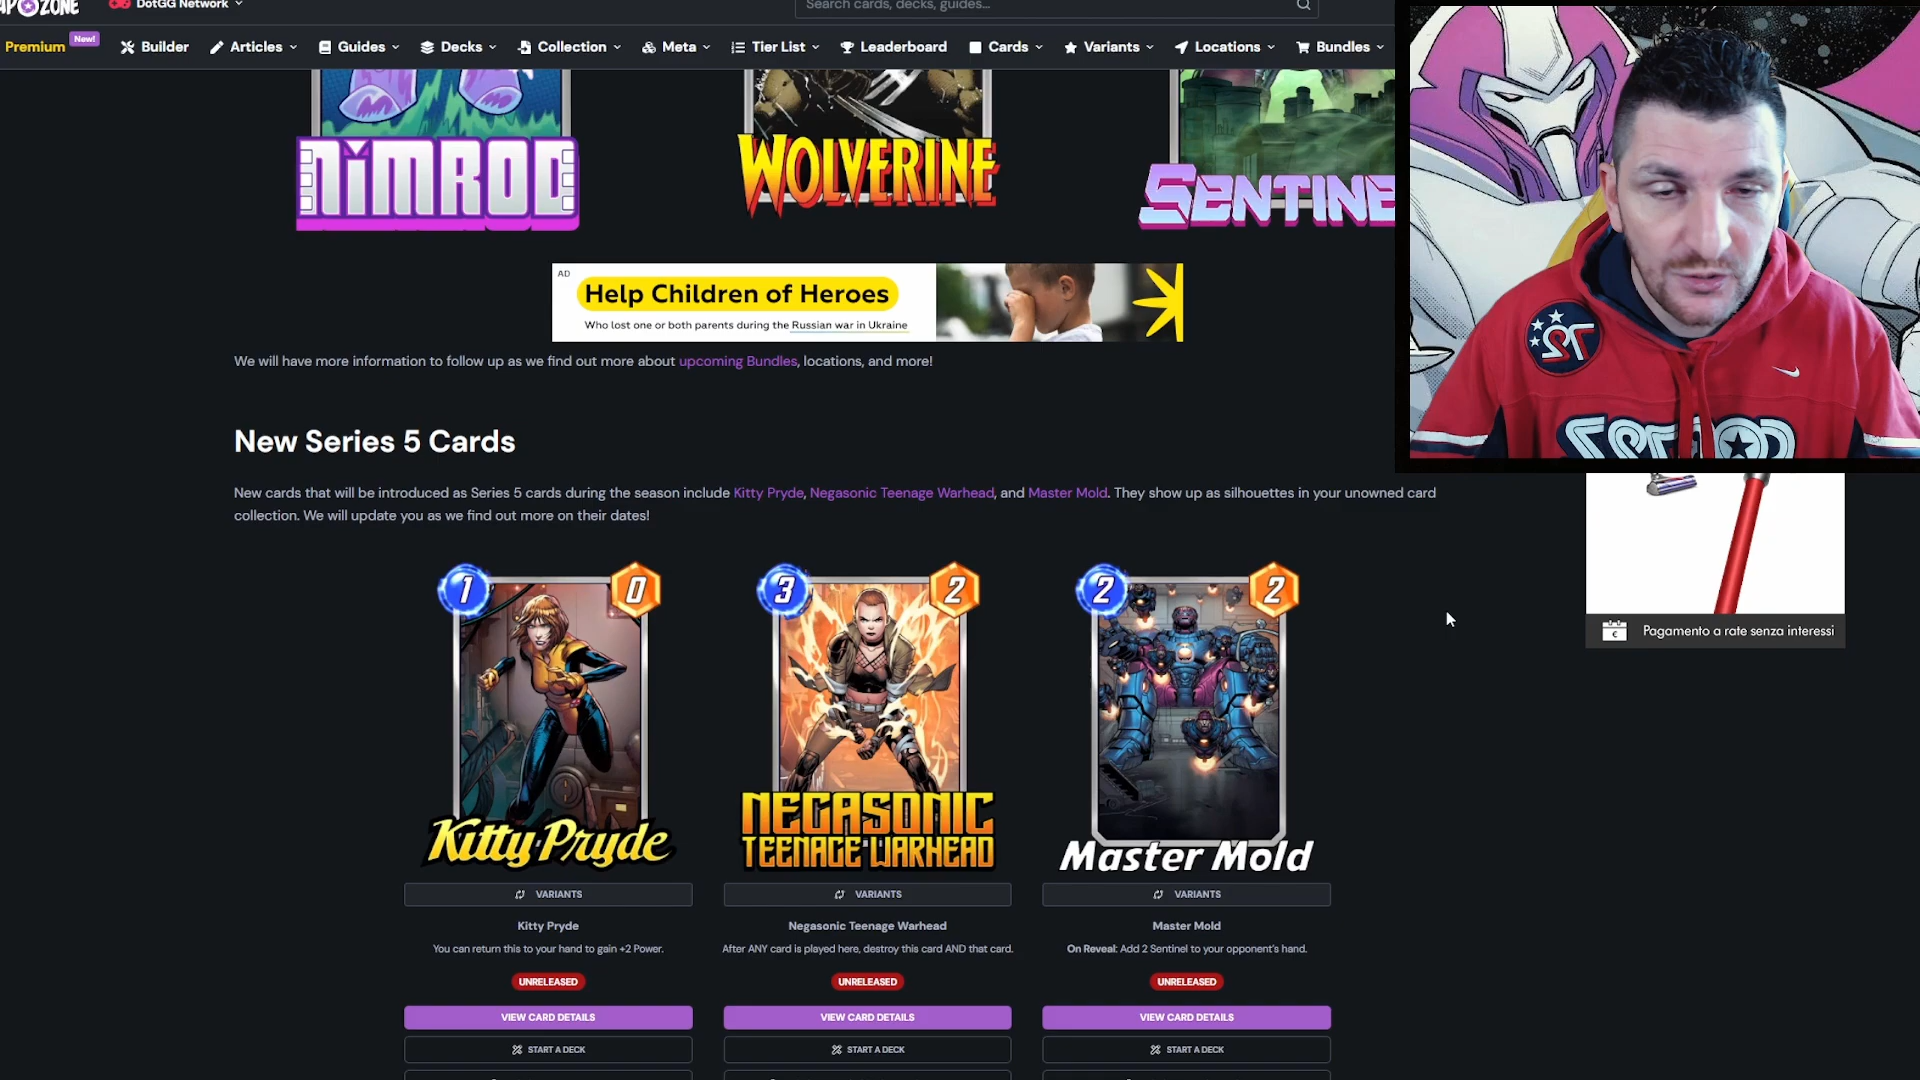 DotGG Network
Search cards, decks, guides...
Premium New! Builder Articles Guides Decks Collection Meta Tier List Leaderboard Cards Variants Locations Bundles
NIMROD
WOLVERINE
AD
Help Children of Heroes
Who lost one or both parents during the Russian war in Ukraine
We will have more information to follow up as we find out more about upcoming Bundles, locations, and more!
New Series 5 Cards
New cards that will be introduced as Series 5 cards during the season include Kitty Pryde, Negasonic Teenage Warhead, and Master Mold. They show up as silhouettes in your unowned card
collection. We will update you as we find out more on their dates!
1 0
3 2
2 2
Kitty Pryde
NEGASONIC
TEENAGE WARHEAD
Master Mold
VARIANTS
VARIANTS
VARIANTS
Kitty Pryde
Negasonic Teenage Warhead
Master Mold
You can return this to your hand to gain +2 Power.
After ANY card is played here, destroy this card AND that card.
On Reveal: Add 2 Sentinel to your opponent's hand.
UNRELEASED
UNRELEASED
UNRELEASED
VIEW CARD DETAILS
VIEW CARD DETAILS
VIEW CARD DETAILS
START A DECK
START A DECK
START A DECK
Pagamento a rate senza interessi